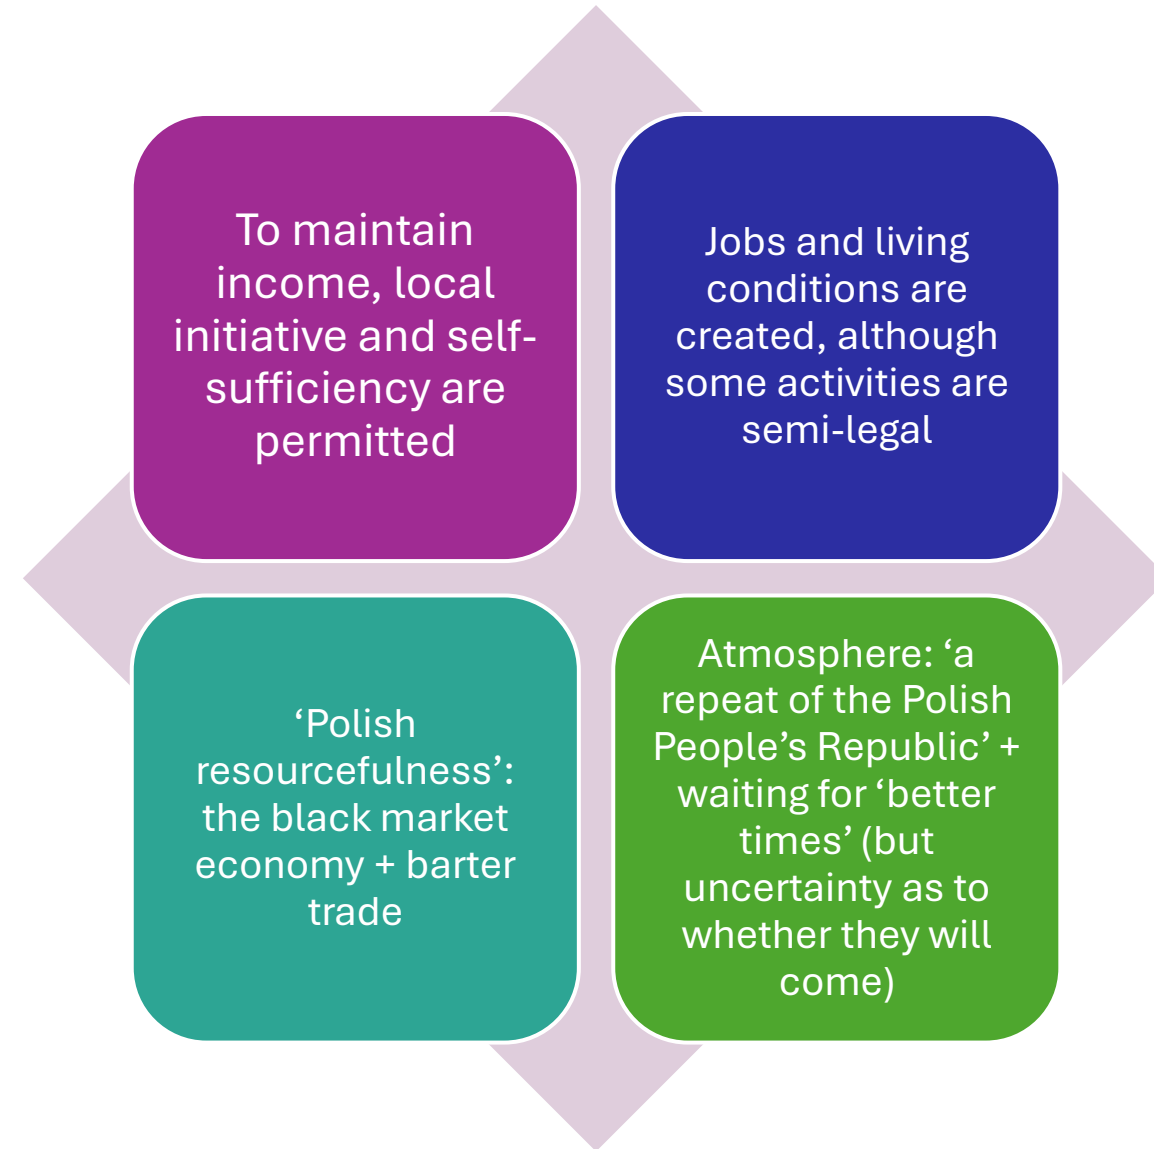 To maintain
income, local
initiative and self-
sufficiency are
permitted
Jobs and living
conditions are
created, although
some activities are
semi-legal
‘Polish
resourcefulness’:
the black market
economy + barter
trade
Atmosphere: ‘a
repeat of the Polish
People’s Republic’ +
waiting for ‘better
times’ (but
uncertainty as to
whether they will
come)